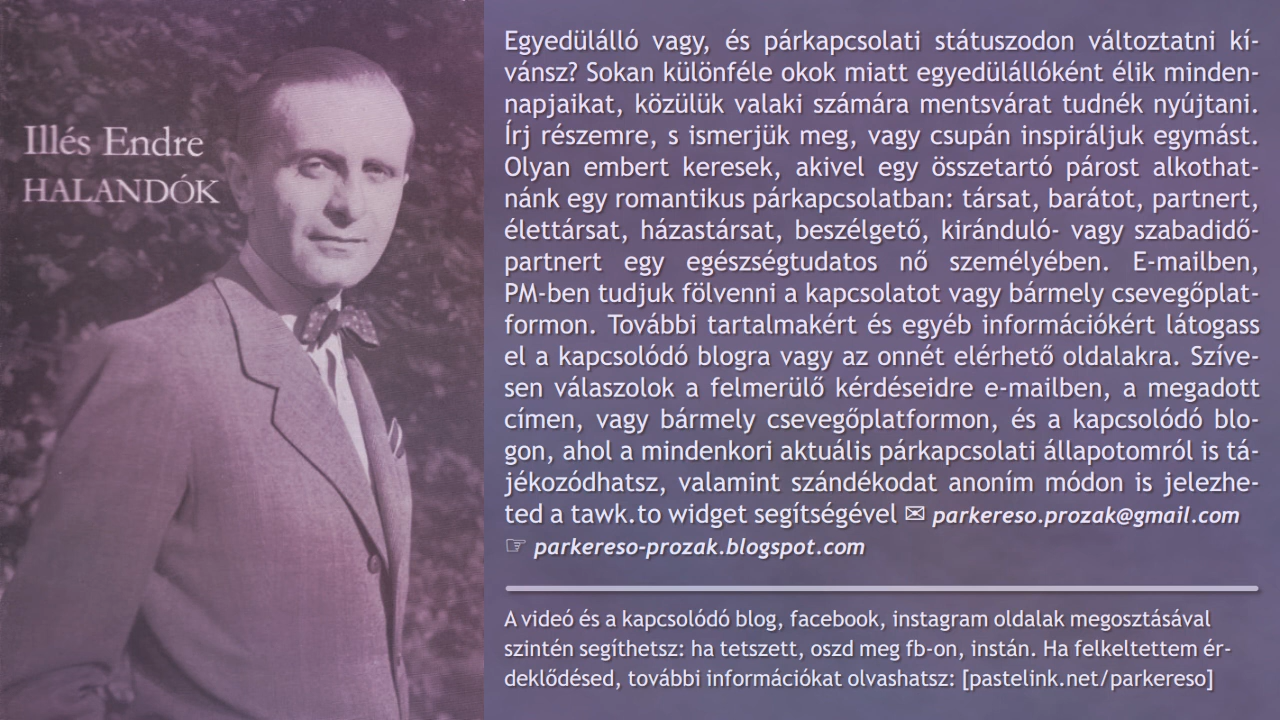 Illés Endre
HALANDÓK
Egyedülálló vagy, és párkapcsolati státuszodon változtatni kí-
vánsz? Sokan különféle okok miatt egyedülállóként élik minden-
napjaikat, közülük valaki számára mentsvárat tudnék nyújtani.
Írj részemre, s ismerjük meg, vagy csupán inspiráljuk egymást.
Olyan embert keresek, akivel egy összetartó párost alkothat-
nánk egy romantikus párkapcsolatban: társat, barátot, partnert,
élettársat, házastársat, beszélgető, kiránduló- vagy szabadidő-
partnert egy egészségtudatos nő személyében. E-mailben,
PM-ben tudjuk fölvenni a kapcsolatot vagy bármely csevegőplat-
formon. További tartalmakért és egyéb információkért látogass
el a kapcsolódó blogra vagy az onnét elérhető oldalakra. Szíve-
sen válaszolok a felmerülő kérdéseidre e-mailben, a megadott
címen, vagy bármely csevegőplatformon, és a kapcsolódó blo-
gon, ahol a mindenkori aktuális párkapcsolati állapotomról is tá-
jékozódhatsz, valamint szándékodat anoním módon is jelezhe-
ted a tawk.to widget segítségével ✉ parkereso.prozak@gmail.com
☞ parkereso-prozak.blogspot.com
A videó és a kapcsolódó blog, facebook, instagram oldalak megosztásával
szintén segíthetsz: ha tetszett, oszd meg fb-on, instán. Ha felkeltettem ér-
deklődésed, további információkat olvashatsz: [pastelink.net/parkereso]